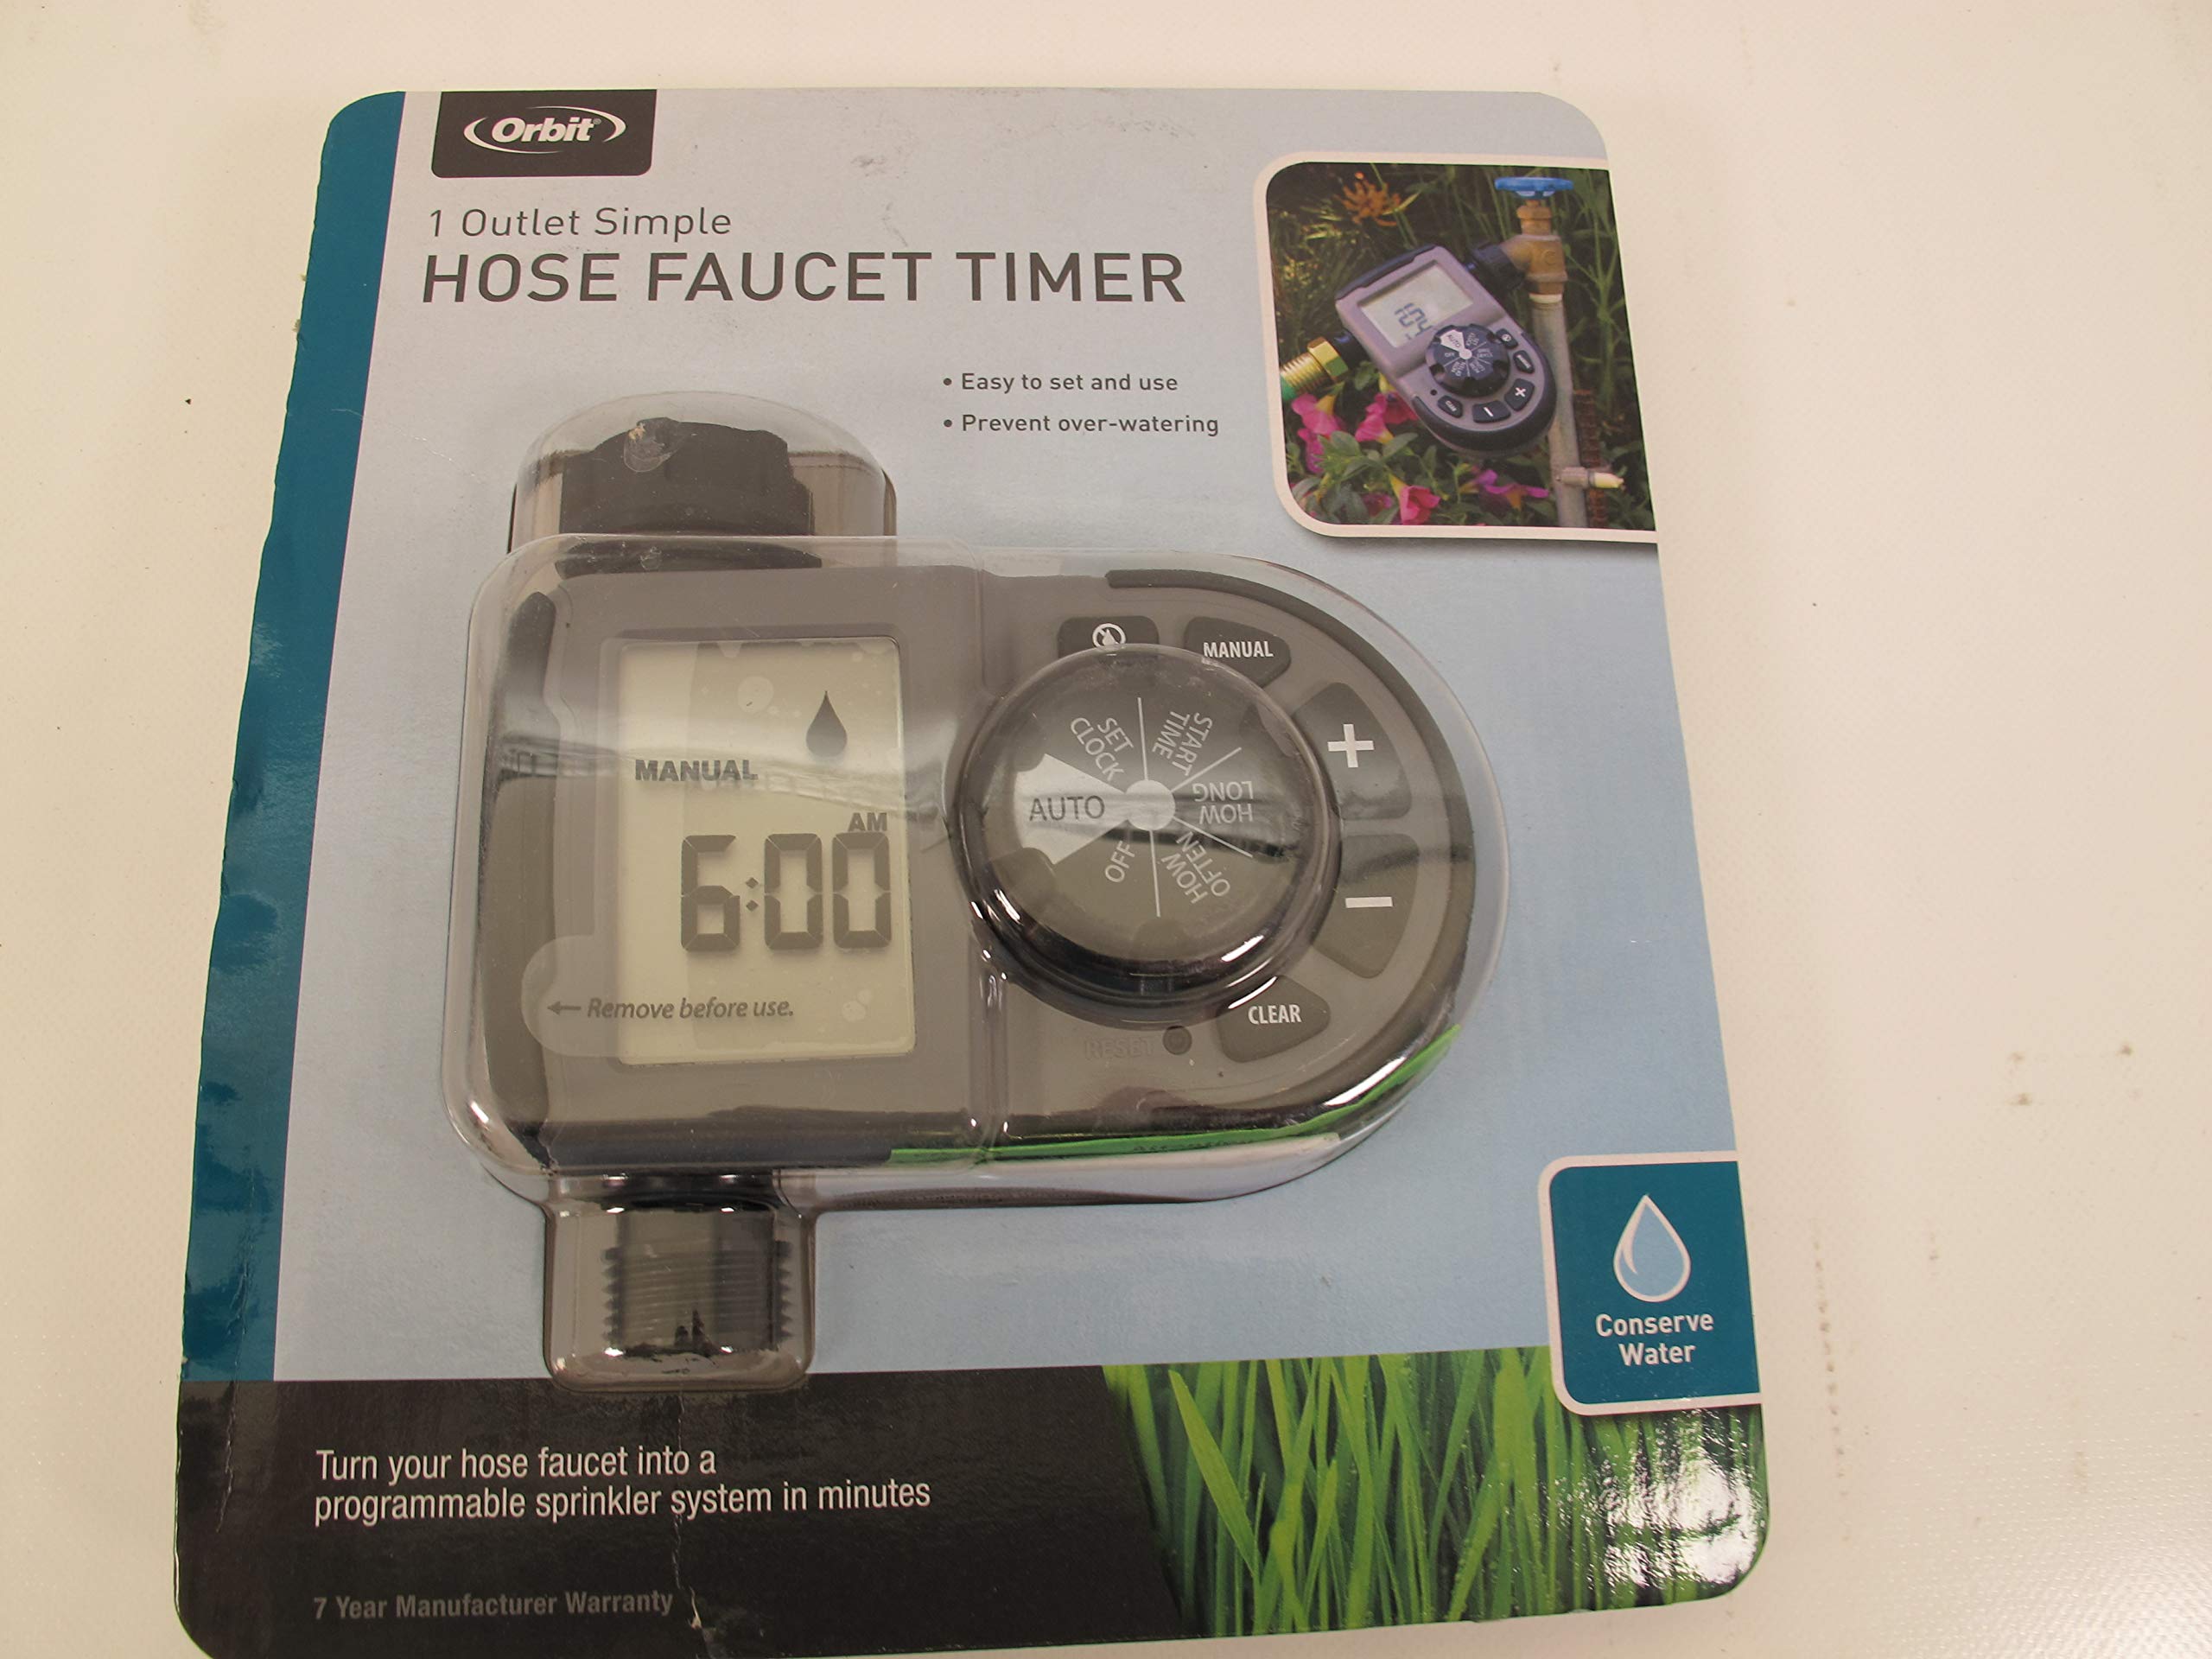 Orbit®
1 Outlet Simple
HOSE FAUCET TIMER
• Easy to set and use
• Prevent over-watering
MANUAL
AM
6:00
← Remove before use.
MANUAL
+
−
CLEAR
RESET
SET
CLOCK
START
TIME
HOW
LONG
HOW
OFTEN
OFF
AUTO
Conserve
Water
Turn your hose faucet into a
programmable sprinkler system in minutes
7 Year Manufacturer Warranty